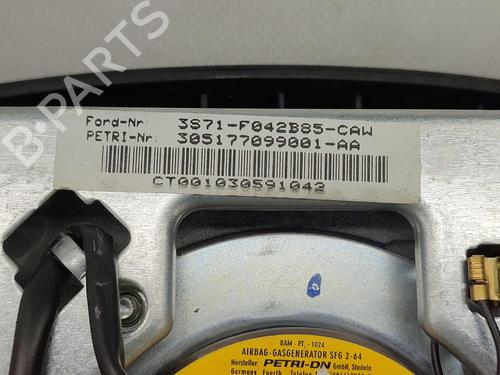 Ford-Nr 3S71-F042B85-CAW
PETRI-Nr: 305177099001-AA
CT001030591042
BAM - PT, - 1024
AIRBAG-GASGENERATOR SFG 2-64
Hersteller PETRI-DN GmbH, Stadeln
Germany, Fuerth, Telefon
B-PARTS